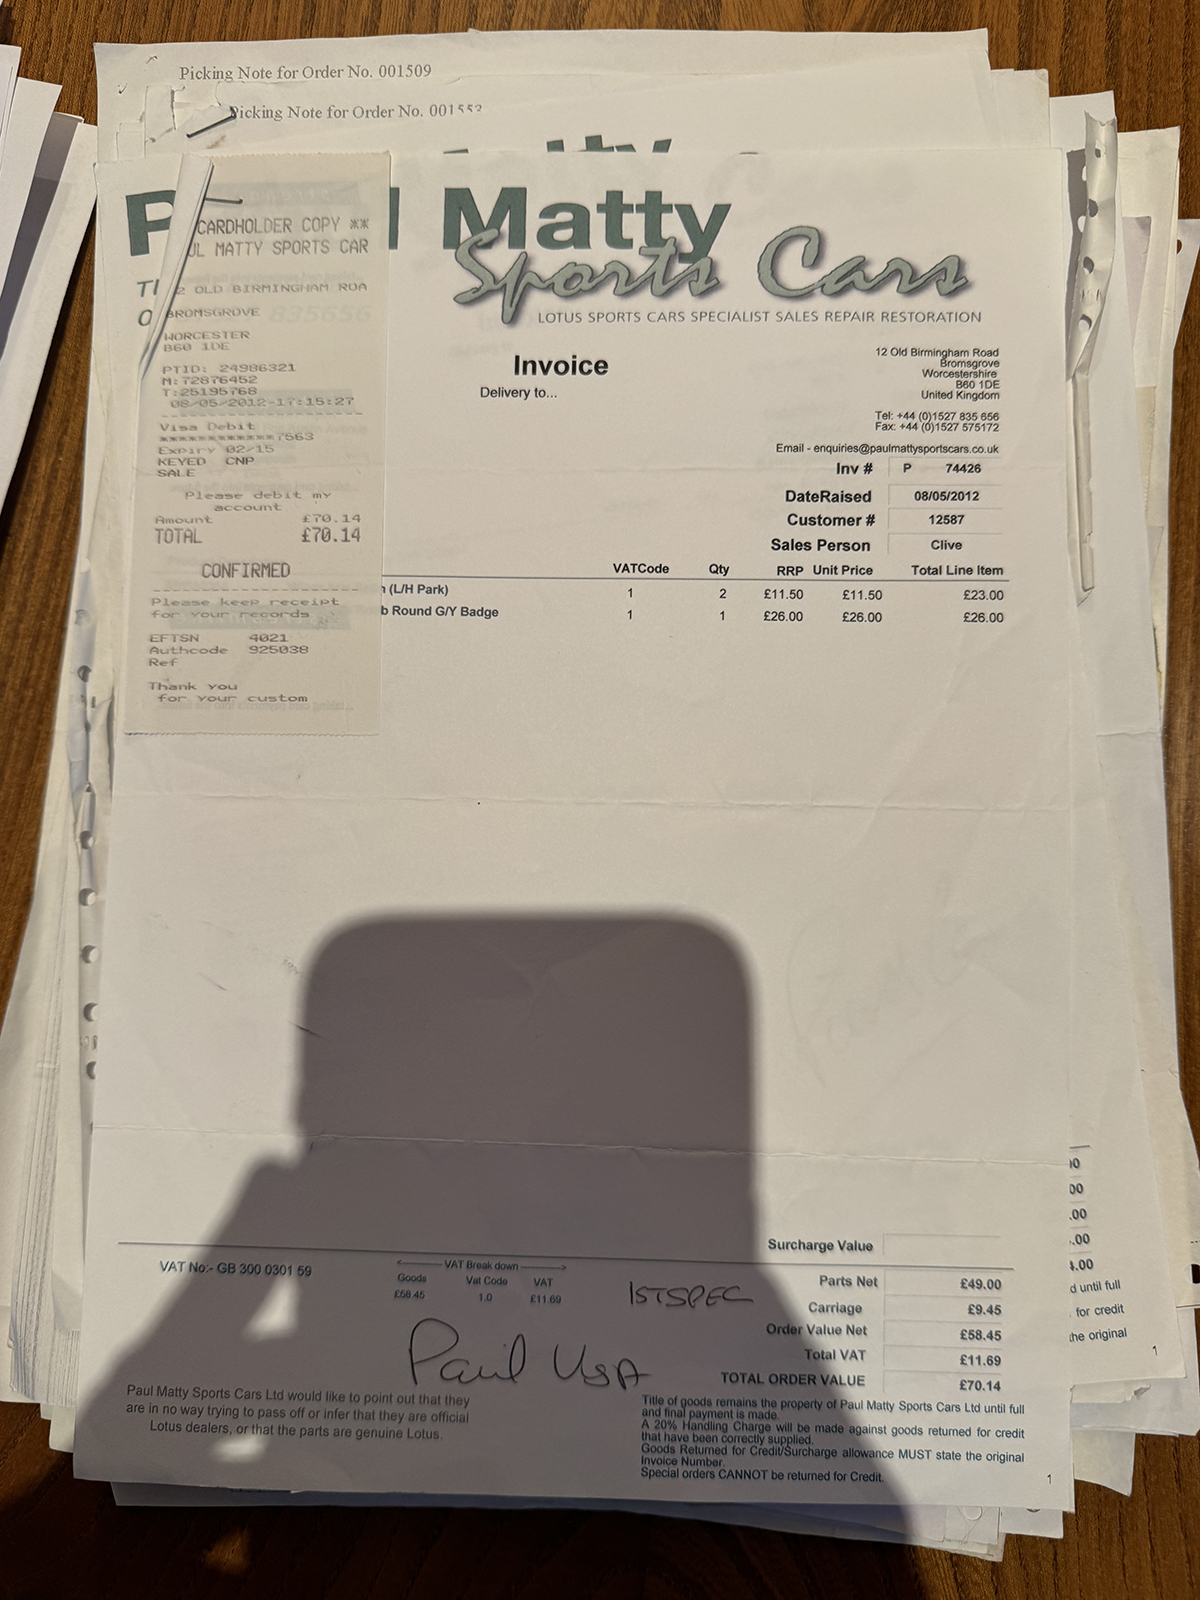 Picking Note for Order No. 001509
Picking Note for Order No. 001553
Matty
Sports Cars
LOTUS SPORTS CARS SPECIALIST SALES REPAIR RESTORATION
CARDHOLDER COPY **
UL MATTY SPORTS CAR
2 OLD BIRMINGHAM ROA
BROMSGROVE
WORCESTER
B60 1DE
PTID: 24986321
M:72876452
T:25195768
08/05/2012-17:15:27
Visa Debit
************7563
Expiry 02/15
KEYED CNP
SALE
Please debit my
account
Amount £70.14
TOTAL £70.14
CONFIRMED
Please keep receipt
for your records
EFTSN 4021
Authcode 925038
Ref
Thank you
for your custom
Invoice
Delivery to...
12 Old Birmingham Road
Bromsgrove
Worcestershire
B60 1DE
United Kingdom
Tel: +44 (0)1527 835 656
Fax: +44 (0)1527 575172
Email - enquiries@paulmattysportscars.co.uk
Inv # P 74426
DateRaised 08/05/2012
Customer # 12587
Sales Person Clive
VATCode Qty RRP Unit Price Total Line Item
(L/H Park) 1 2 £11.50 £11.50 £23.00
b Round G/Y Badge 1 1 £26.00 £26.00 £26.00
Surcharge Value
VAT No:- GB 300 0301 59
VAT Break down
Goods Vat Code VAT
£58.45 1.0 £11.69
1STSPEC
Paul USA
Parts Net £49.00
Carriage £9.45
Order Value Net £58.45
Total VAT £11.69
TOTAL ORDER VALUE £70.14
Paul Matty Sports Cars Ltd would like to point out that they
are in no way trying to pass off or infer that they are official
Lotus dealers, or that the parts are genuine Lotus.
Title of goods remains the property of Paul Matty Sports Cars Ltd until full
and final payment is made.
A 20% Handling Charge will be made against goods returned for credit
that have been correctly supplied.
Goods Returned for Credit/Surcharge allowance MUST state the original
Invoice Number.
Special orders CANNOT be returned for Credit.
1
00
.00
.00
4.00
d until full
for credit
the original
1